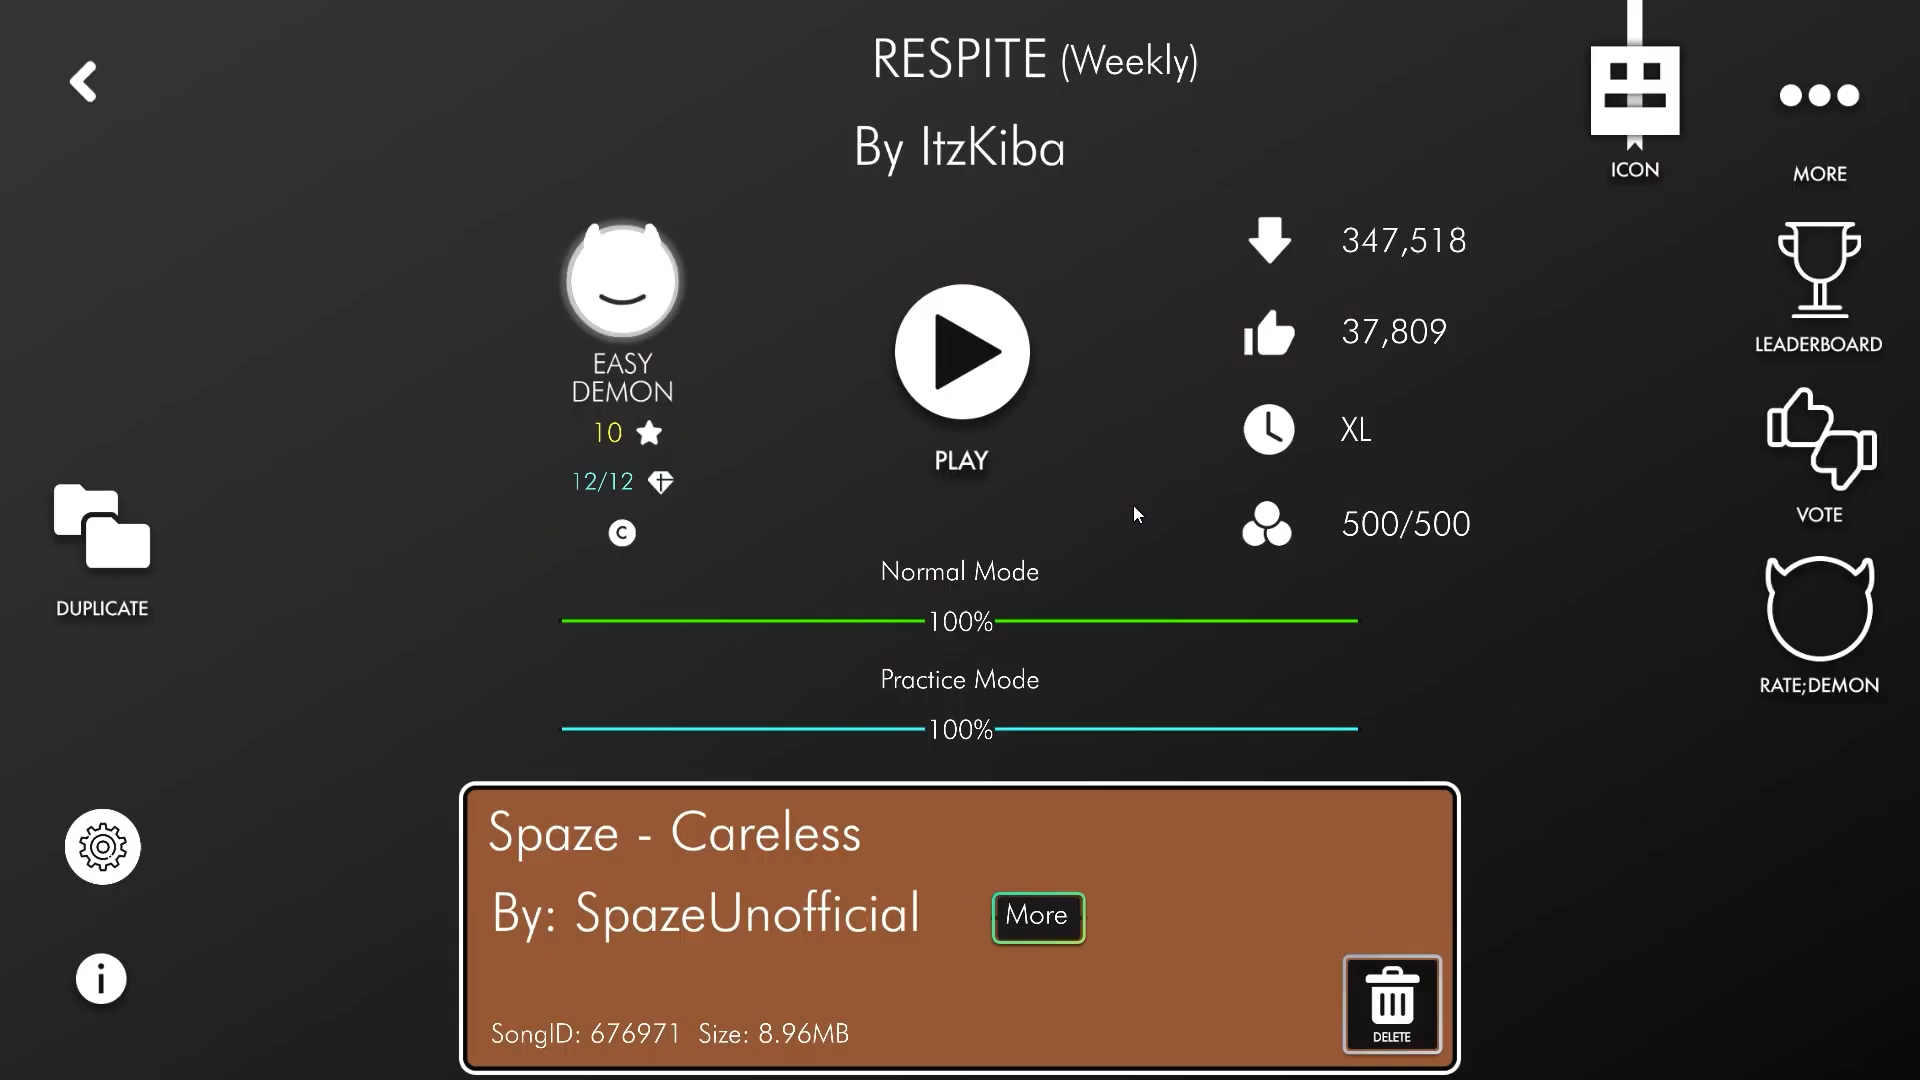 RESPITE (Weekly)
By ItzKiba
ICON
MORE
347,518
37,809
XL
500/500
EASY
DEMON
10
12/12
C
PLAY
LEADERBOARD
VOTE
RATE;DEMON
DUPLICATE
Normal Mode
100%
Practice Mode
100%
Spaze - Careless
By: SpazeUnofficial
More
SongID: 676971 Size: 8.96MB
DELETE
i